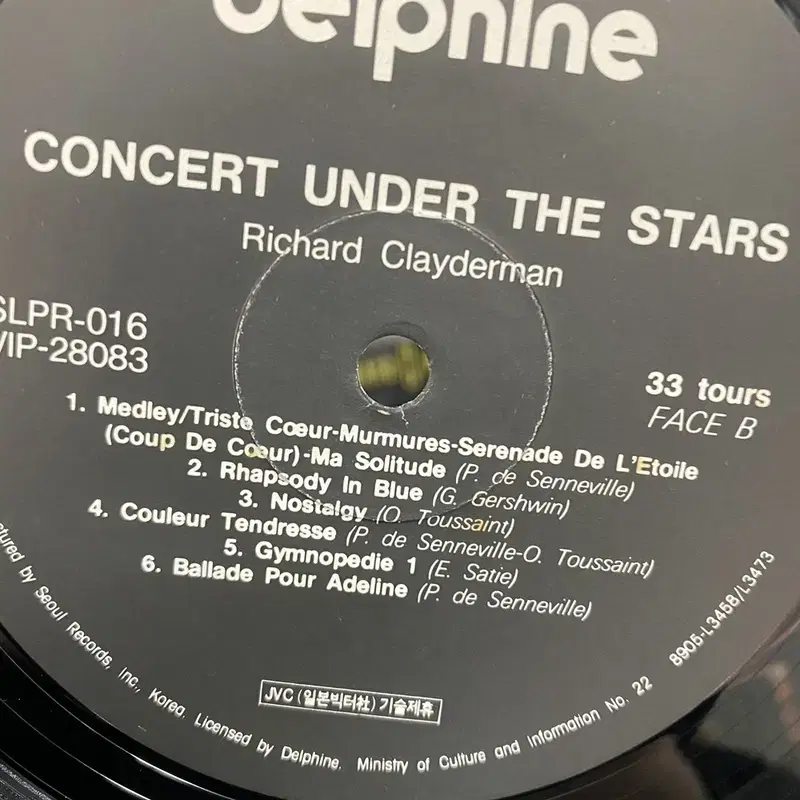 Delphine
CONCERT UNDER THE STARS
Richard Clayderman
SLPR-016
VIP-28083
33 tours
FACE B
1. Medley/Triste Cœur-Murmures-Serenade De L'Etoile
(Coup De Cœur)-Ma Solitude (P. de Senneville)
2. Rhapsody In Blue (G. Gershwin)
3. Nostalgy (O. Toussaint)
4. Couleur Tendresse (P. de Senneville-O. Toussaint)
5. Gymnopedie 1 (E. Satie)
6. Ballade Pour Adeline (P. de Senneville)
JVC (일본빅터社) 기술제휴
by Seoul Records, Inc., Korea. Licensed by Delphine. Ministry of Culture and Information No. 22 8905-L3458/L3473